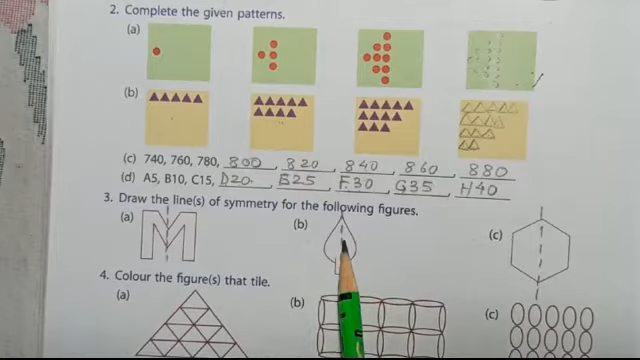 2. Complete the given patterns.
(a)
(b)
(c) 740, 760, 780, 800, 820, 840, 860, 880
(d) A5, B10, C15, D20, E25, F30, G35, H40
3. Draw the line(s) of symmetry for the following figures.
(a) (b) (c)
4. Colour the figure(s) that tile.
(a) (b) (c)